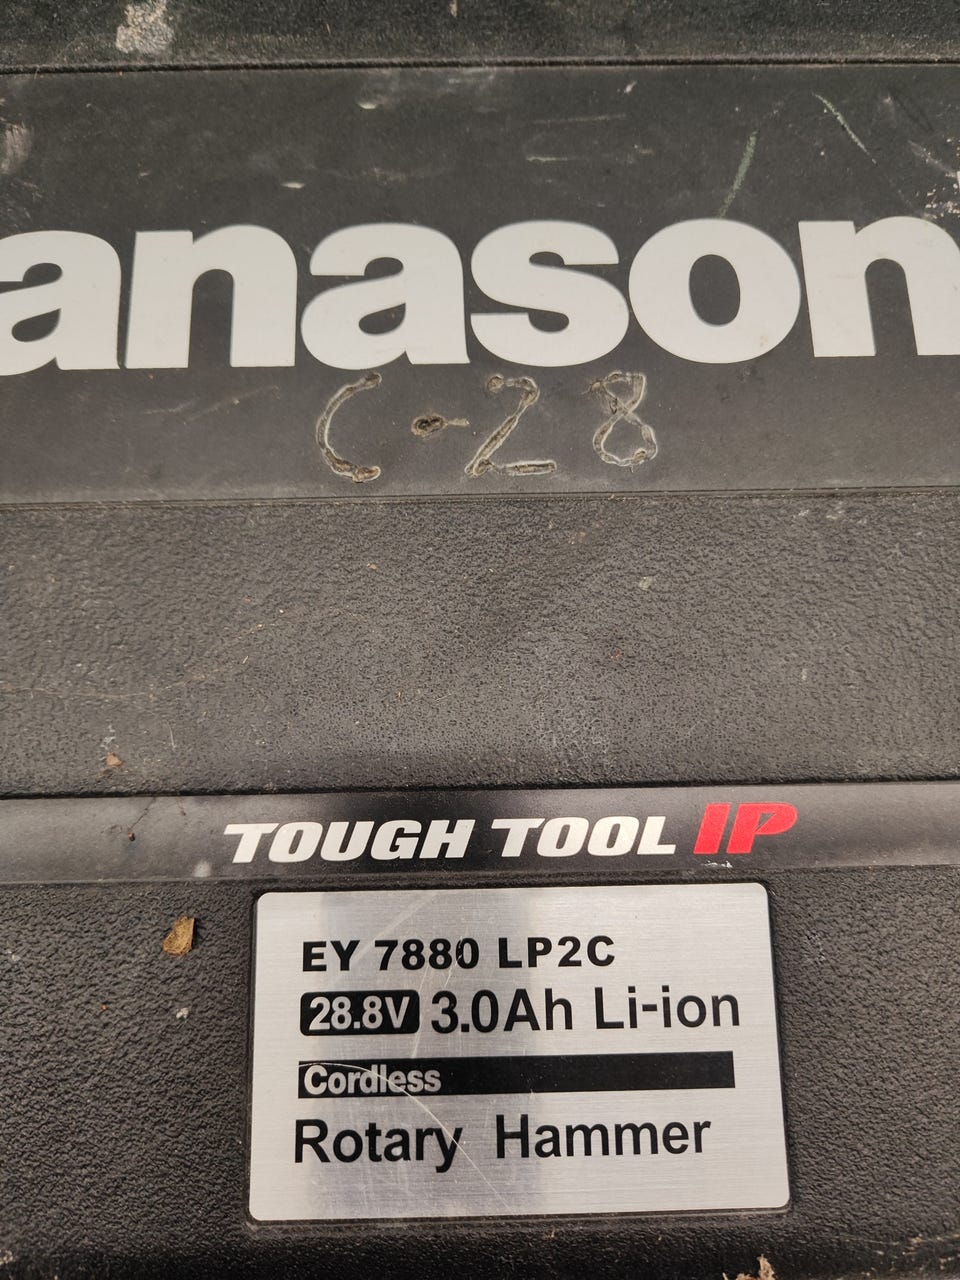 anason
C-28
TOUGH TOOL IP
EY 7880 LP2C
28.8V 3.0Ah Li-ion
Cordless
Rotary Hammer